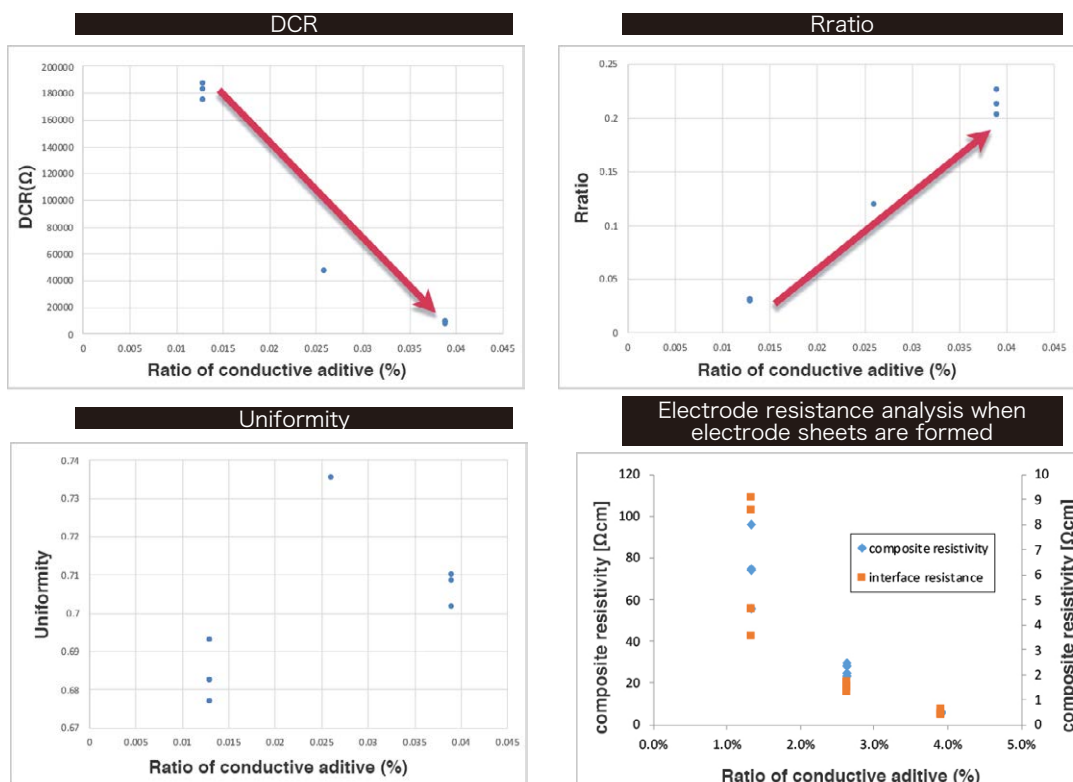 DCR
200000
180000
160000
140000
120000
100000
80000
60000
40000
20000
0
DCR(Ω)
0 0.005 0.01 0.015 0.02 0.025 0.03 0.035 0.04 0.045
Ratio of conductive aditive (%)
Rratio
0.25
0.2
0.15
0.1
0.05
0
Rratio
0 0.005 0.01 0.015 0.02 0.025 0.03 0.035 0.04 0.045
Ratio of conductive aditive (%)
Uniformity
0.74
0.73
0.72
0.71
0.7
0.69
0.68
0.67
Uniformity
0 0.005 0.01 0.015 0.02 0.025 0.03 0.035 0.04 0.045
Ratio of conductive aditive (%)
Electrode resistance analysis when
electrode sheets are formed
120
100
80
60
40
20
0
composite resistivity [Ωcm]
composite resistivity
interface resistance
10
9
8
7
6
5
4
3
2
1
0
composite resistivity [Ωcm]
0.0% 1.0% 2.0% 3.0% 4.0% 5.0%
Ratio of conductive aditive (%)